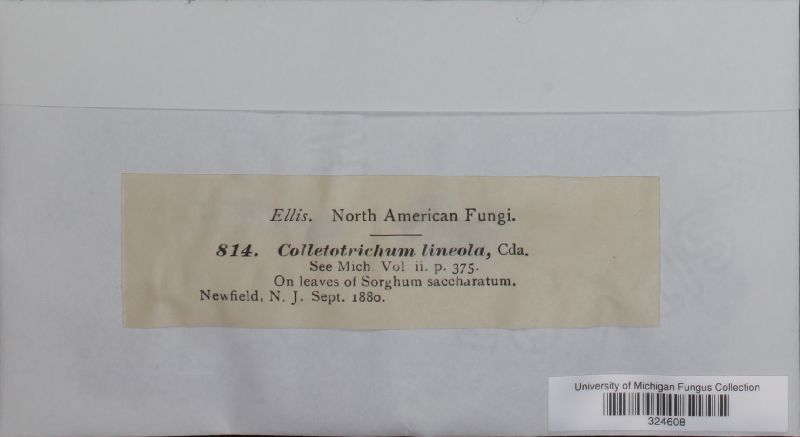 Ellis. North American Fungi.
814. Colletotrichum lineola, Cda.
See Mich. Vol ii. p. 375.
On leaves of Sorghum saccharatum.
Newfield, N. J. Sept. 1880.
University of Michigan Fungus Collection
324608